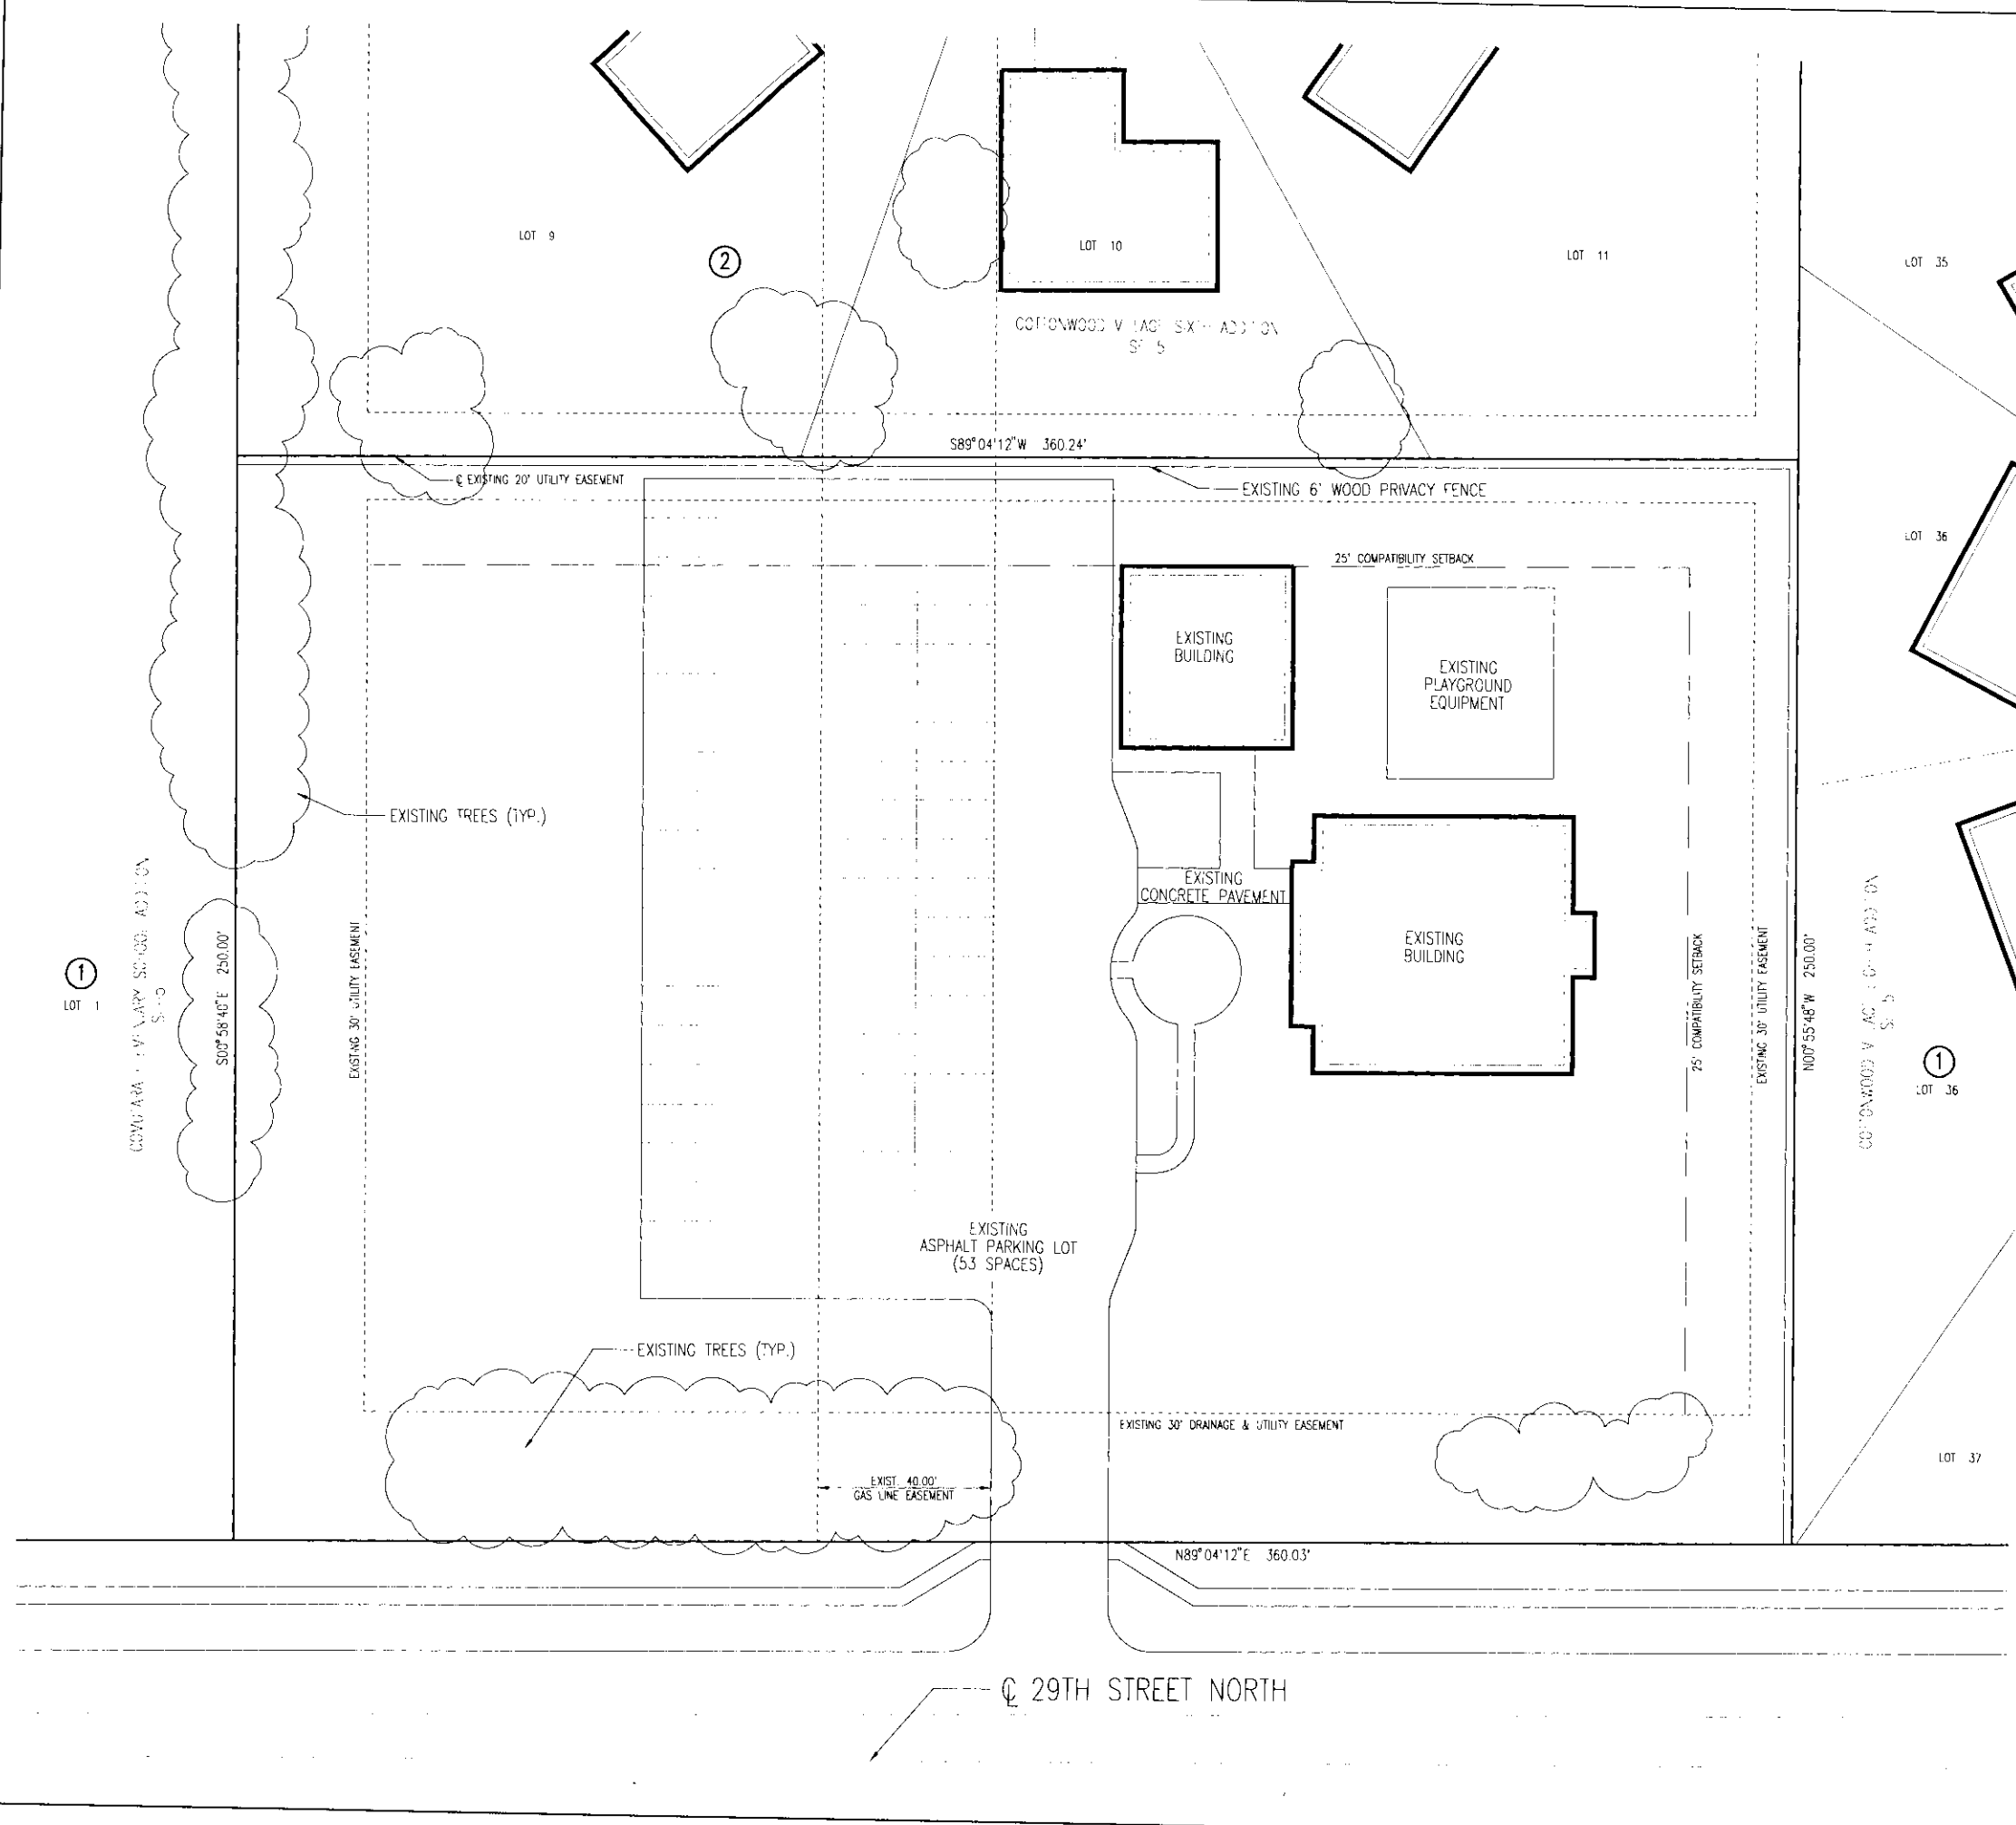 LOT 9
2
LOT 10
LOT 11
LOT 35
S89°04'12"W 360.24'
℄ EXISTING 20' UTILITY EASEMENT
EXISTING 6' WOOD PRIVACY FENCE
LOT 36
25' COMPATIBILITY SETBACK
EXISTING
BUILDING
EXISTING
PLAYGROUND
EQUIPMENT
EXISTING TREES (TYP.)
EXISTING
CONCRETE PAVEMENT
EXISTING
BUILDING
1
LOT 1
S00°58'40"E 250.00'
EXISTING 30' UTILITY EASEMENT
25' COMPATIBILITY SETBACK
EXISTING 30' UTILITY EASEMENT
N00°55'48"W 250.00'
1
LOT 36
EXISTING
ASPHALT PARKING LOT
(53 SPACES)
EXISTING TREES (TYP.)
EXISTING 30' DRAINAGE & UTILITY EASEMENT
LOT 37
EXIST. 40.00'
GAS LINE EASEMENT
N89°04'12"E 360.03'
℄ 29TH STREET NORTH